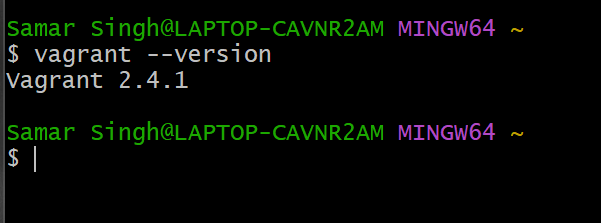 Samar Singh@LAPTOP-CAVNR2AM MINGW64 ~
$ vagrant --version
Vagrant 2.4.1
Samar Singh@LAPTOP-CAVNR2AM MINGW64 ~
$